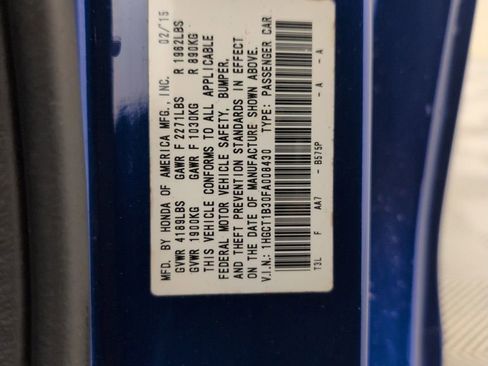 MFD. BY HONDA OF AMERICA MFG., INC. 02/15
GVWR 4189LBS GAWR F 2271LBS R 1962LBS
GVWR 1900KG GAWR F 1030KG R 890KG
THIS VEHICLE CONFORMS TO ALL APPLICABLE
FEDERAL MOTOR VEHICLE SAFETY, BUMPER,
AND THEFT PREVENTION STANDARDS IN EFFECT
ON THE DATE OF MANUFACTURE SHOWN ABOVE.
V.I.N.: 1HGCT1B30FA008430 TYPE: PASSENGER CAR
T3L F AA7 - B575P - A - A